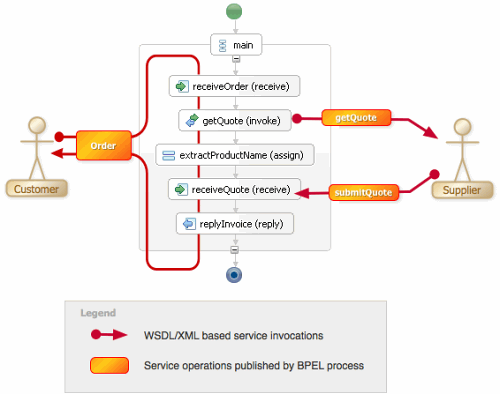 main
receiveOrder (receive)
getQuote (invoke)
getQuote
Order
extractProductName (assign)
Customer
receiveQuote (receive)
submitQuote
Supplier
replyInvoice (reply)
Legend
WSDL/XML based service invocations
Service operations published by BPEL process